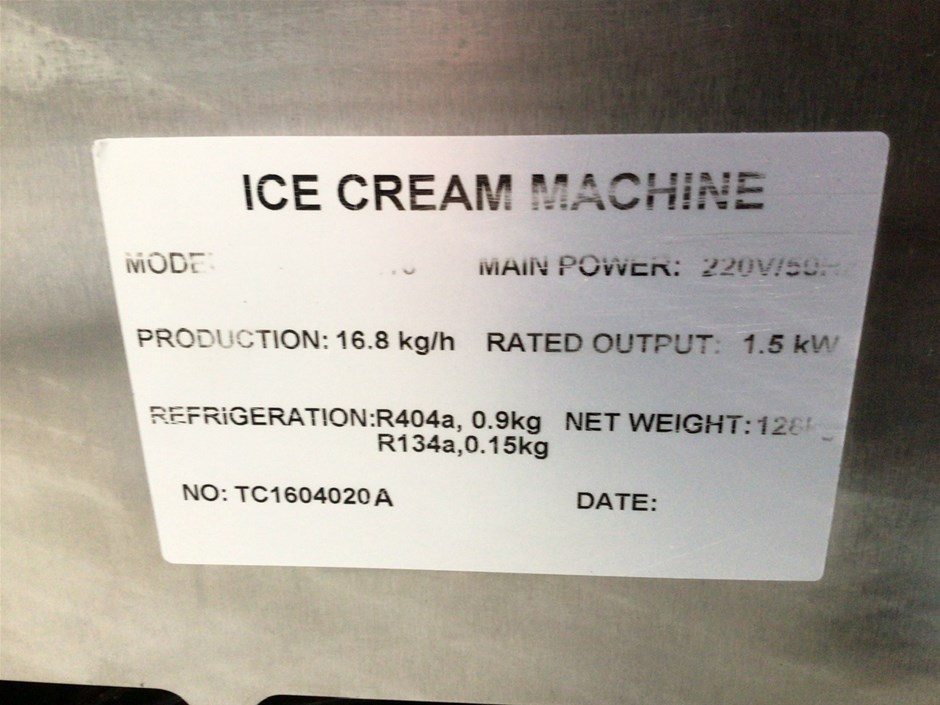 ICE CREAM MACHINE
MAIN POWER:
PRODUCTION: 16.8 kg/h RATED OUTPUT: 1.5 kW
REFRIGERATION:R404a, 0.9kg NET WEIGHT:
R134a,0.15kg
NO: TC1604020A DATE: